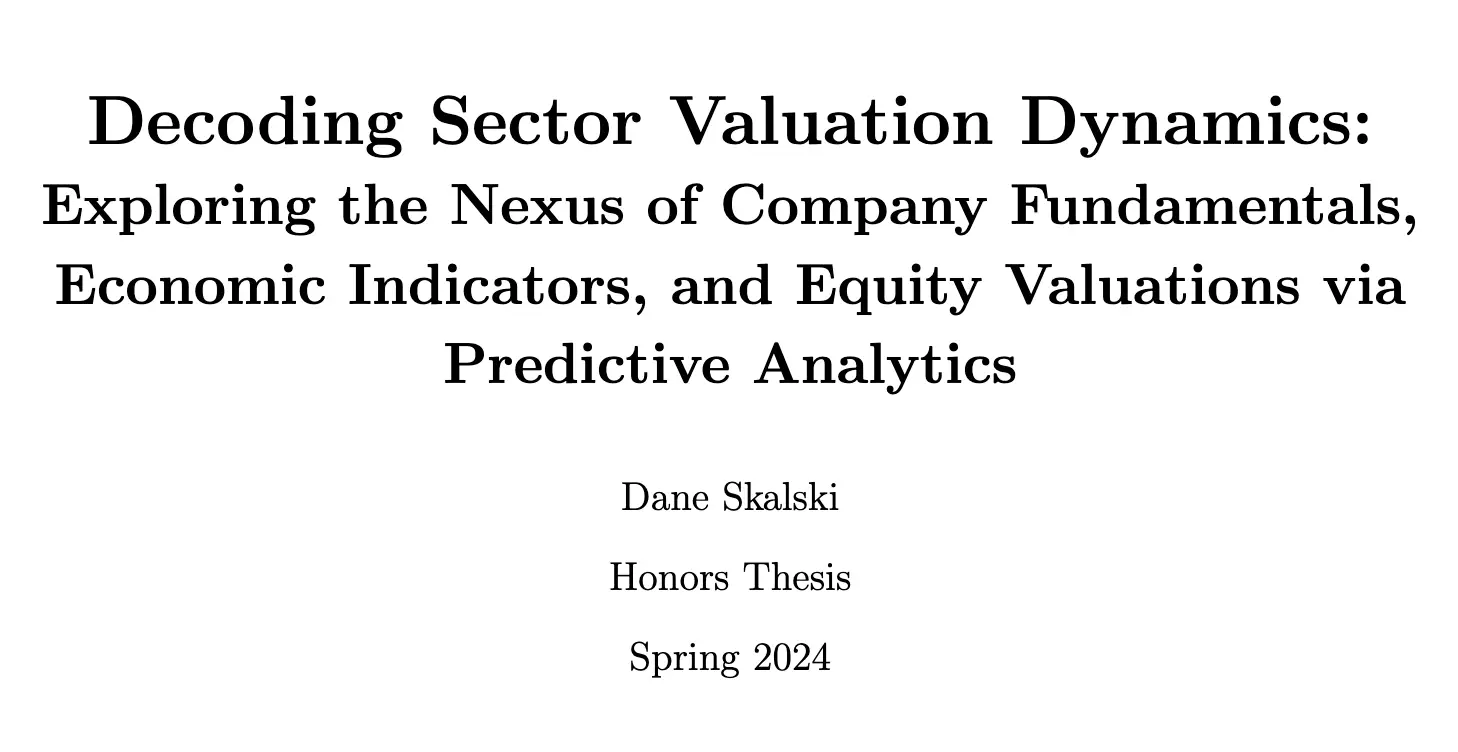 Decoding Sector Valuation Dynamics:
Exploring the Nexus of Company Fundamentals,
Economic Indicators, and Equity Valuations via
Predictive Analytics
Dane Skalski
Honors Thesis
Spring 2024